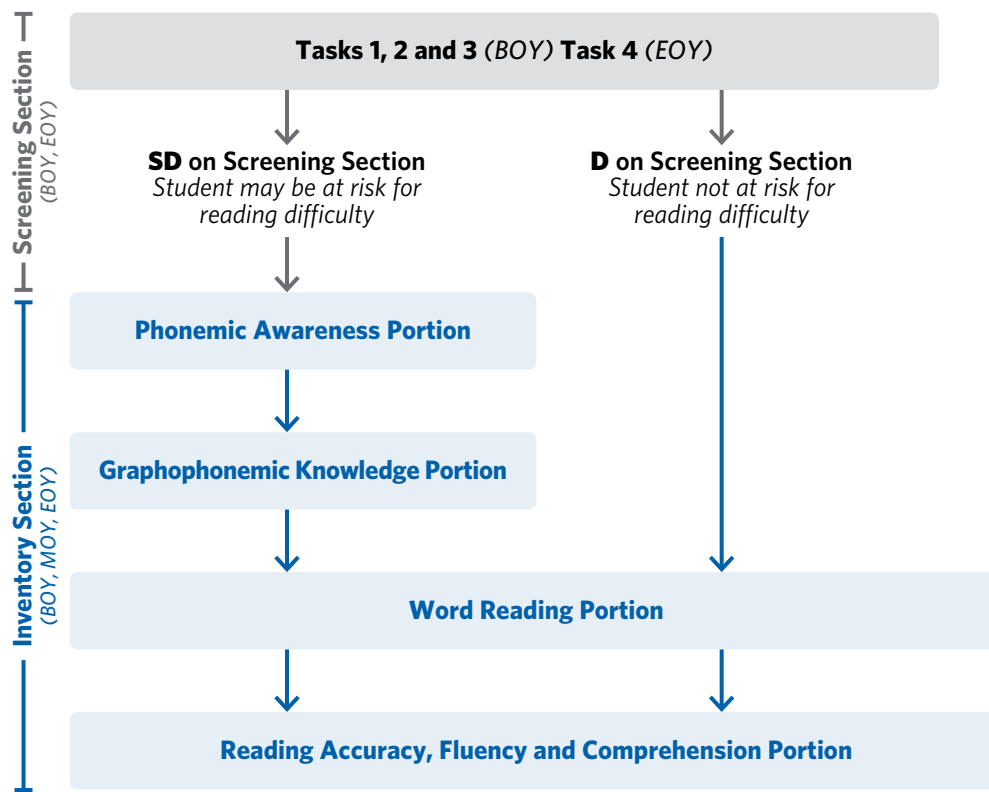 Screening Section
(BOY, EOY)
Tasks 1, 2 and 3 (BOY) Task 4 (EOY)
SD on Screening Section
Student may be at risk for
reading difficulty
D on Screening Section
Student not at risk for
reading difficulty
Inventory Section
(BOY, MOY, EOY)
Phonemic Awareness Portion
Graphophonemic Knowledge Portion
Word Reading Portion
Reading Accuracy, Fluency and Comprehension Portion